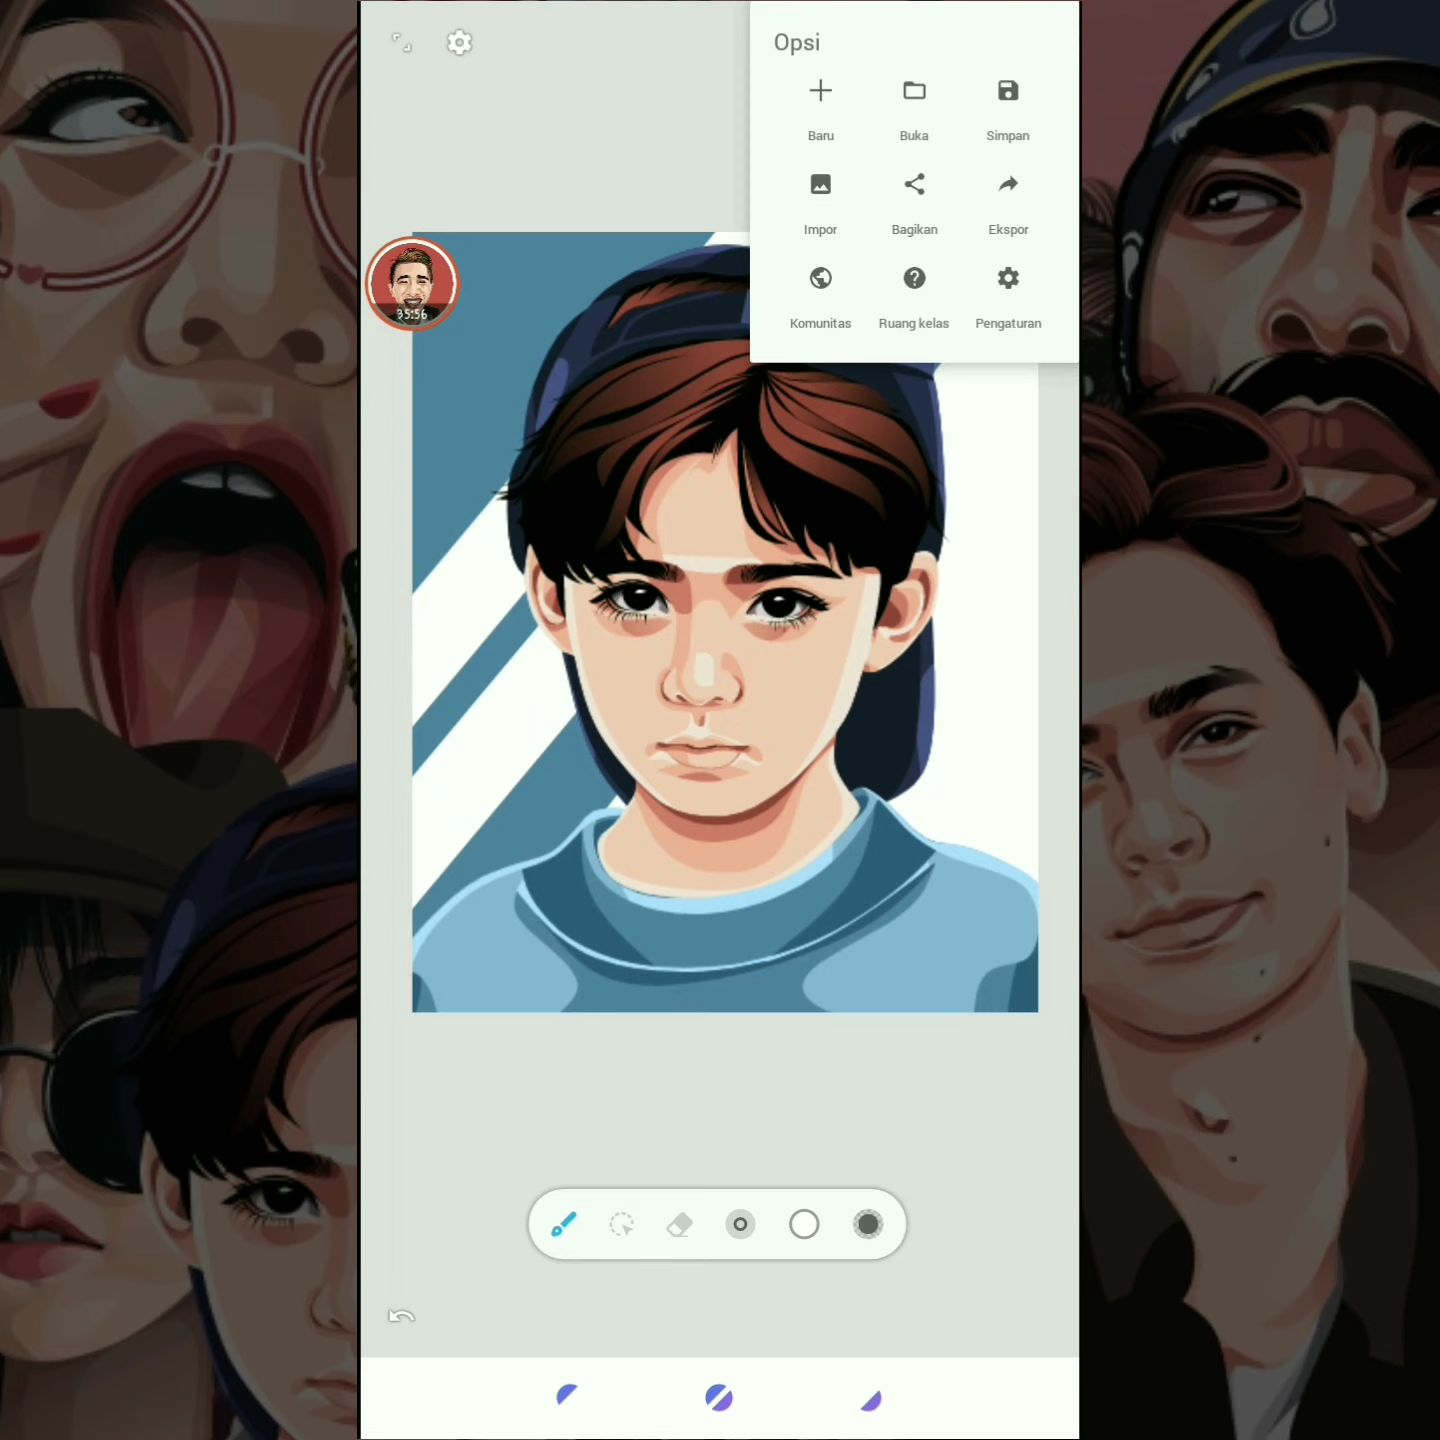 Opsi
Baru Buka Simpan
Impor Bagikan Ekspor
35:56
Komunitas Ruang kelas Pengaturan